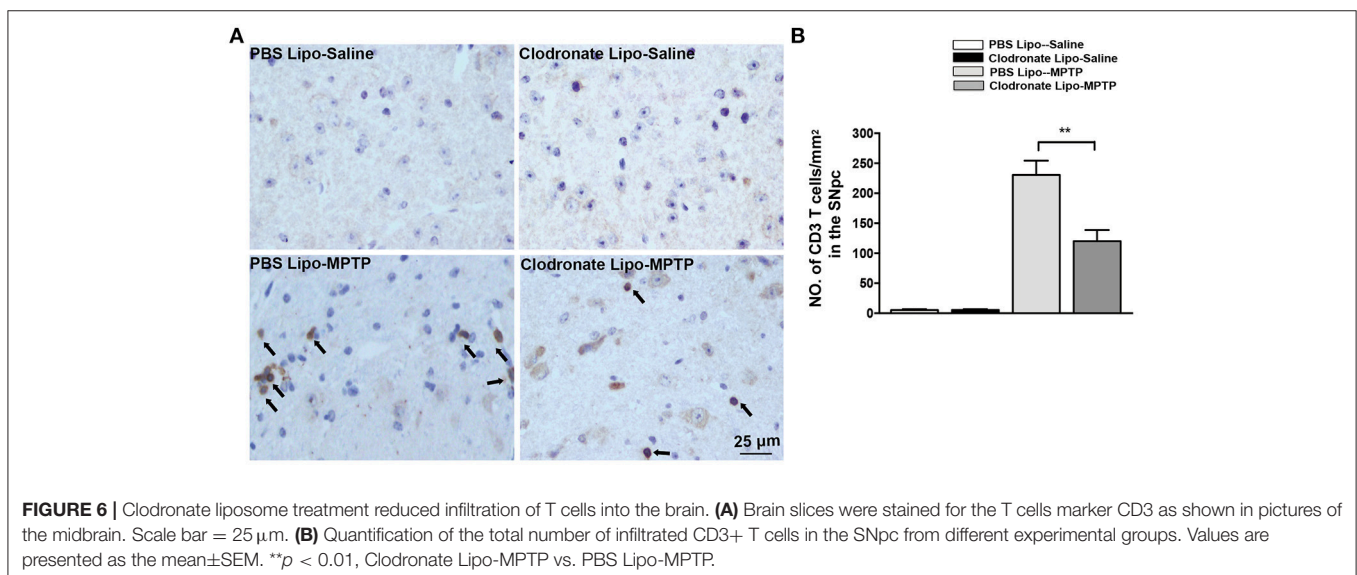 A
PBS Lipo-Saline
Clodronate Lipo-Saline
PBS Lipo-MPTP
Clodronate Lipo-MPTP
25 μm
B
PBS Lipo--Saline
Clodronate Lipo-Saline
PBS Lipo--MPTP
Clodronate Lipo-MPTP
NO. of CD3 T cells/mm²
in the SNpc
300
250
200
150
100
50
0
**
FIGURE 6 | Clodronate liposome treatment reduced infiltration of T cells into the brain. (A) Brain slices were stained for the T cells marker CD3 as shown in pictures of
the midbrain. Scale bar = 25 μm. (B) Quantification of the total number of infiltrated CD3+ T cells in the SNpc from different experimental groups. Values are
presented as the mean±SEM. **p < 0.01, Clodronate Lipo-MPTP vs. PBS Lipo-MPTP.